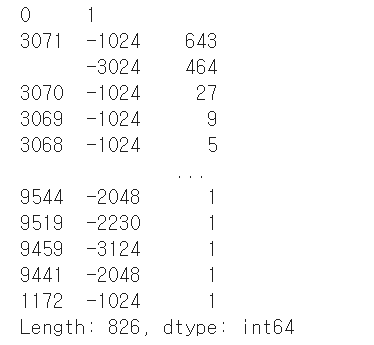 0     1
3071  -1024    643
      -3024    464
3070  -1024     27
3069  -1024      9
3068  -1024      5
              ...
9544  -2048      1
9519  -2230      1
9459  -3124      1
9441  -2048      1
1172  -1024      1
Length: 826, dtype: int64